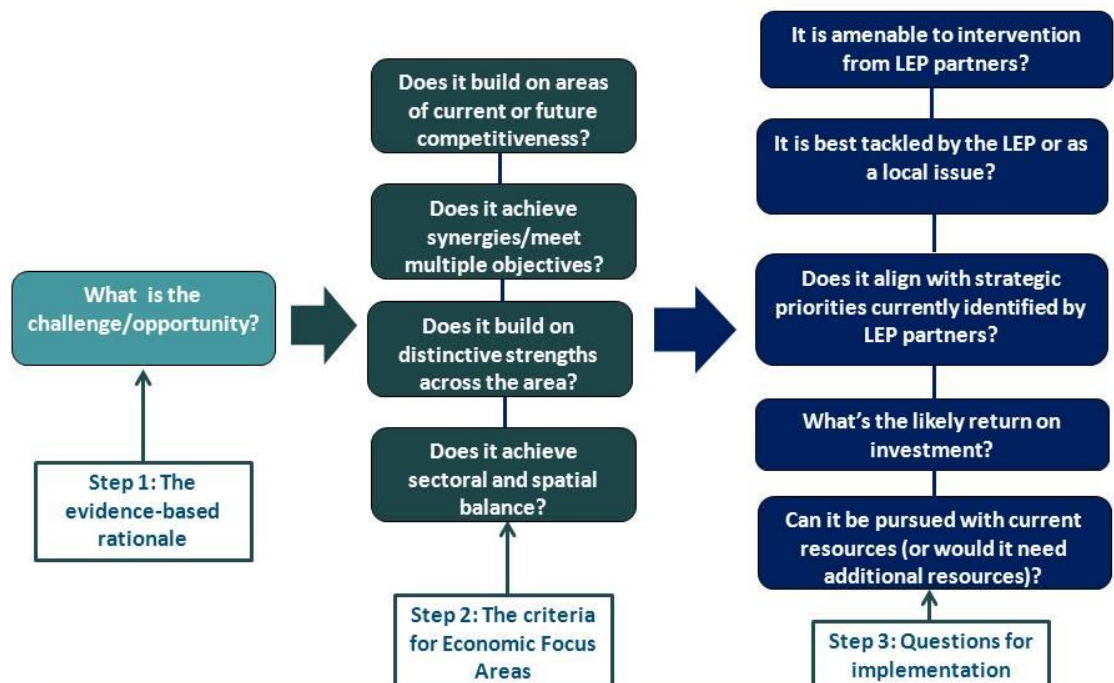 What  is the
challenge/opportunity?
Step 1: The
evidence-based
rationale
Does it build on areas
of current or future
competitiveness?
Does it achieve
synergies/meet
multiple objectives?
Does it build on
distinctive strengths
across the area?
Does it achieve
sectoral and spatial
balance?
Step 2: The criteria
for Economic Focus
Areas
It is amenable to intervention
from LEP partners?
It is best tackled by the LEP or as
a local issue?
Does it align with strategic
priorities currently identified by
LEP partners?
What’s the likely return on
investment?
Can it be pursued with current
resources (or would it need
additional resources)?
Step 3: Questions for
implementation